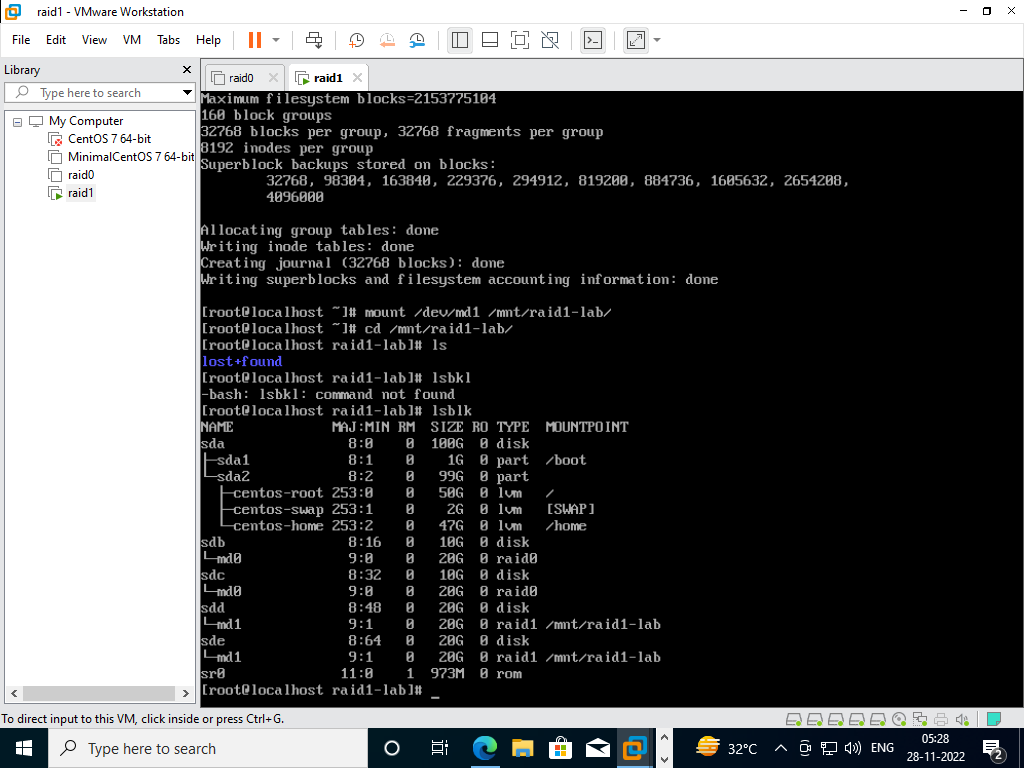 raid1 - VMware Workstation
File Edit View VM Tabs Help
Library
Type here to search
My Computer
CentOS 7 64-bit
MinimalCentOS 7 64-bit
raid0
raid1
raid0 raid1
Maximum filesystem blocks=2153775104
160 block groups
32768 blocks per group, 32768 fragments per group
8192 inodes per group
Superblock backups stored on blocks:
32768, 98304, 163840, 229376, 294912, 819200, 884736, 1605632, 2654208,
4096000
Allocating group tables: done
Writing inode tables: done
Creating journal (32768 blocks): done
Writing superblocks and filesystem accounting information: done
[root@localhost ~]# mount /dev/md1 /mnt/raid1-lab/
[root@localhost ~]# cd /mnt/raid1-lab/
[root@localhost raid1-lab]# ls
lost+found
[root@localhost raid1-lab]# lsbkl
-bash: lsbkl: command not found
[root@localhost raid1-lab]# lsblk
NAME MAJ:MIN RM SIZE RO TYPE MOUNTPOINT
sda 8:0 0 100G 0 disk
├─sda1 8:1 0 1G 0 part /boot
└─sda2 8:2 0 99G 0 part
├─centos-root 253:0 0 50G 0 lvm /
├─centos-swap 253:1 0 2G 0 lvm [SWAP]
└─centos-home 253:2 0 47G 0 lvm /home
sdb 8:16 0 10G 0 disk
└─md0 9:0 0 20G 0 raid0
sdc 8:32 0 10G 0 disk
└─md0 9:0 0 20G 0 raid0
sdd 8:48 0 20G 0 disk
└─md1 9:1 0 20G 0 raid1 /mnt/raid1-lab
sde 8:64 0 20G 0 disk
└─md1 9:1 0 20G 0 raid1 /mnt/raid1-lab
sr0 11:0 1 973M 0 rom
[root@localhost raid1-lab]# _
To direct input to this VM, click inside or press Ctrl+G.
Type here to search
32°C
ENG
05:28
28-11-2022
2